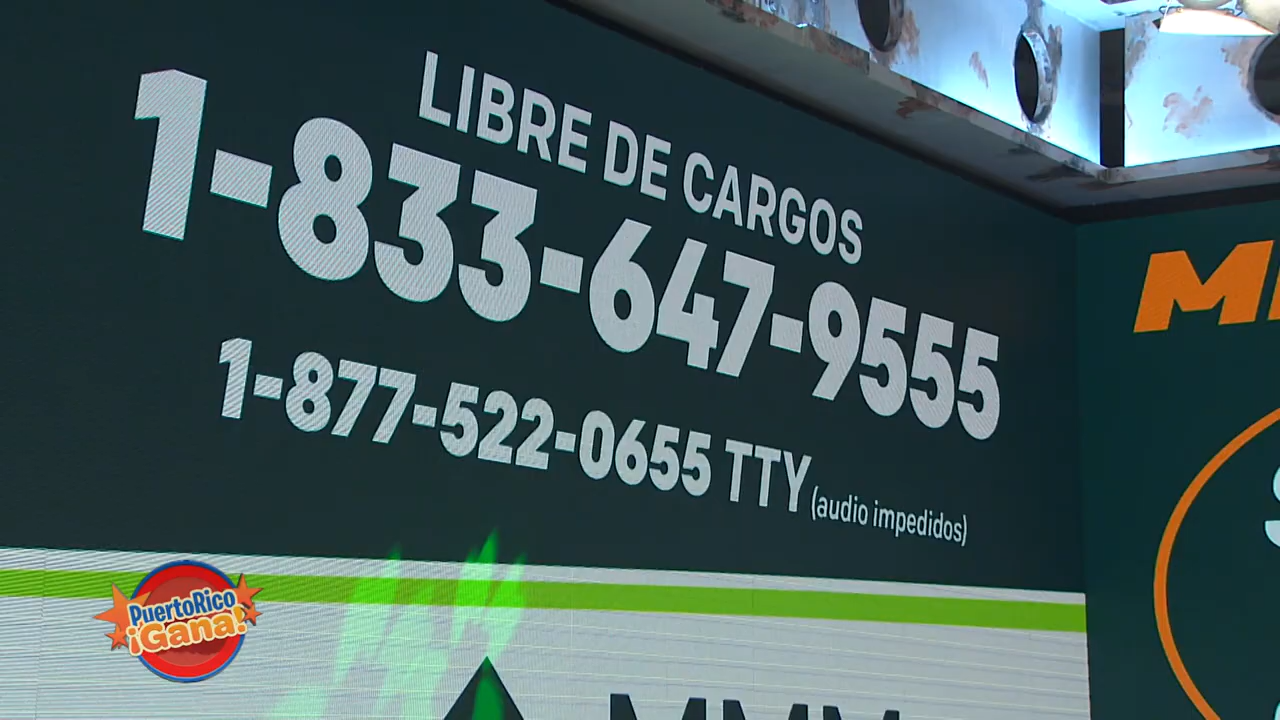 LIBRE DE CARGOS
1-833-647-9555
1-877-522-0655 TTY (audio impedidos)
PuertoRico
¡Gana!